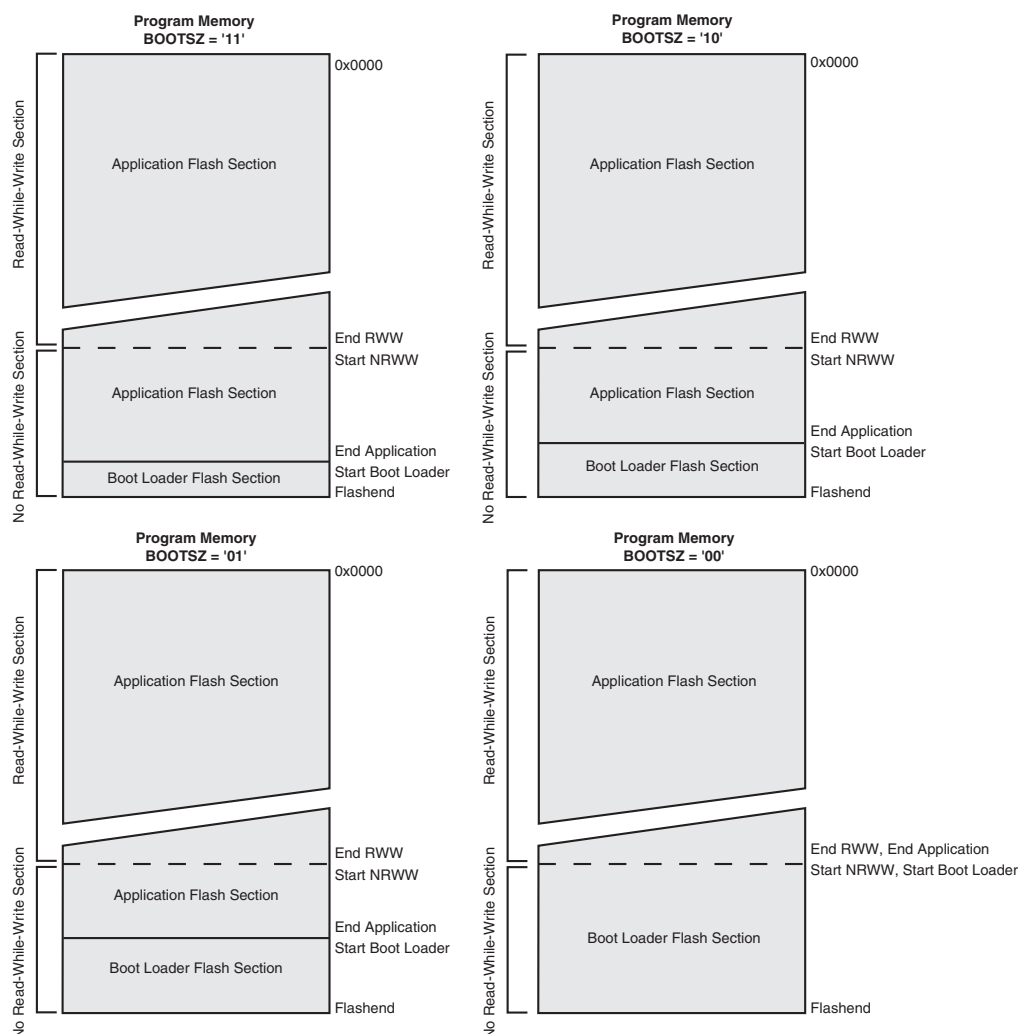 Program Memory
BOOTSZ = '11'
0x0000
Read-While-Write Section
Application Flash Section
End RWW
Start NRWW
No Read-While-Write Section
Application Flash Section
End Application
Start Boot Loader
Boot Loader Flash Section
Flashend
Program Memory
BOOTSZ = '10'
0x0000
Read-While-Write Section
Application Flash Section
End RWW
Start NRWW
No Read-While-Write Section
Application Flash Section
End Application
Start Boot Loader
Boot Loader Flash Section
Flashend
Program Memory
BOOTSZ = '01'
0x0000
Read-While-Write Section
Application Flash Section
End RWW
Start NRWW
No Read-While-Write Section
Application Flash Section
End Application
Start Boot Loader
Boot Loader Flash Section
Flashend
Program Memory
BOOTSZ = '00'
0x0000
Read-While-Write Section
Application Flash Section
End RWW, End Application
Start NRWW, Start Boot Loader
No Read-While-Write Section
Boot Loader Flash Section
Flashend